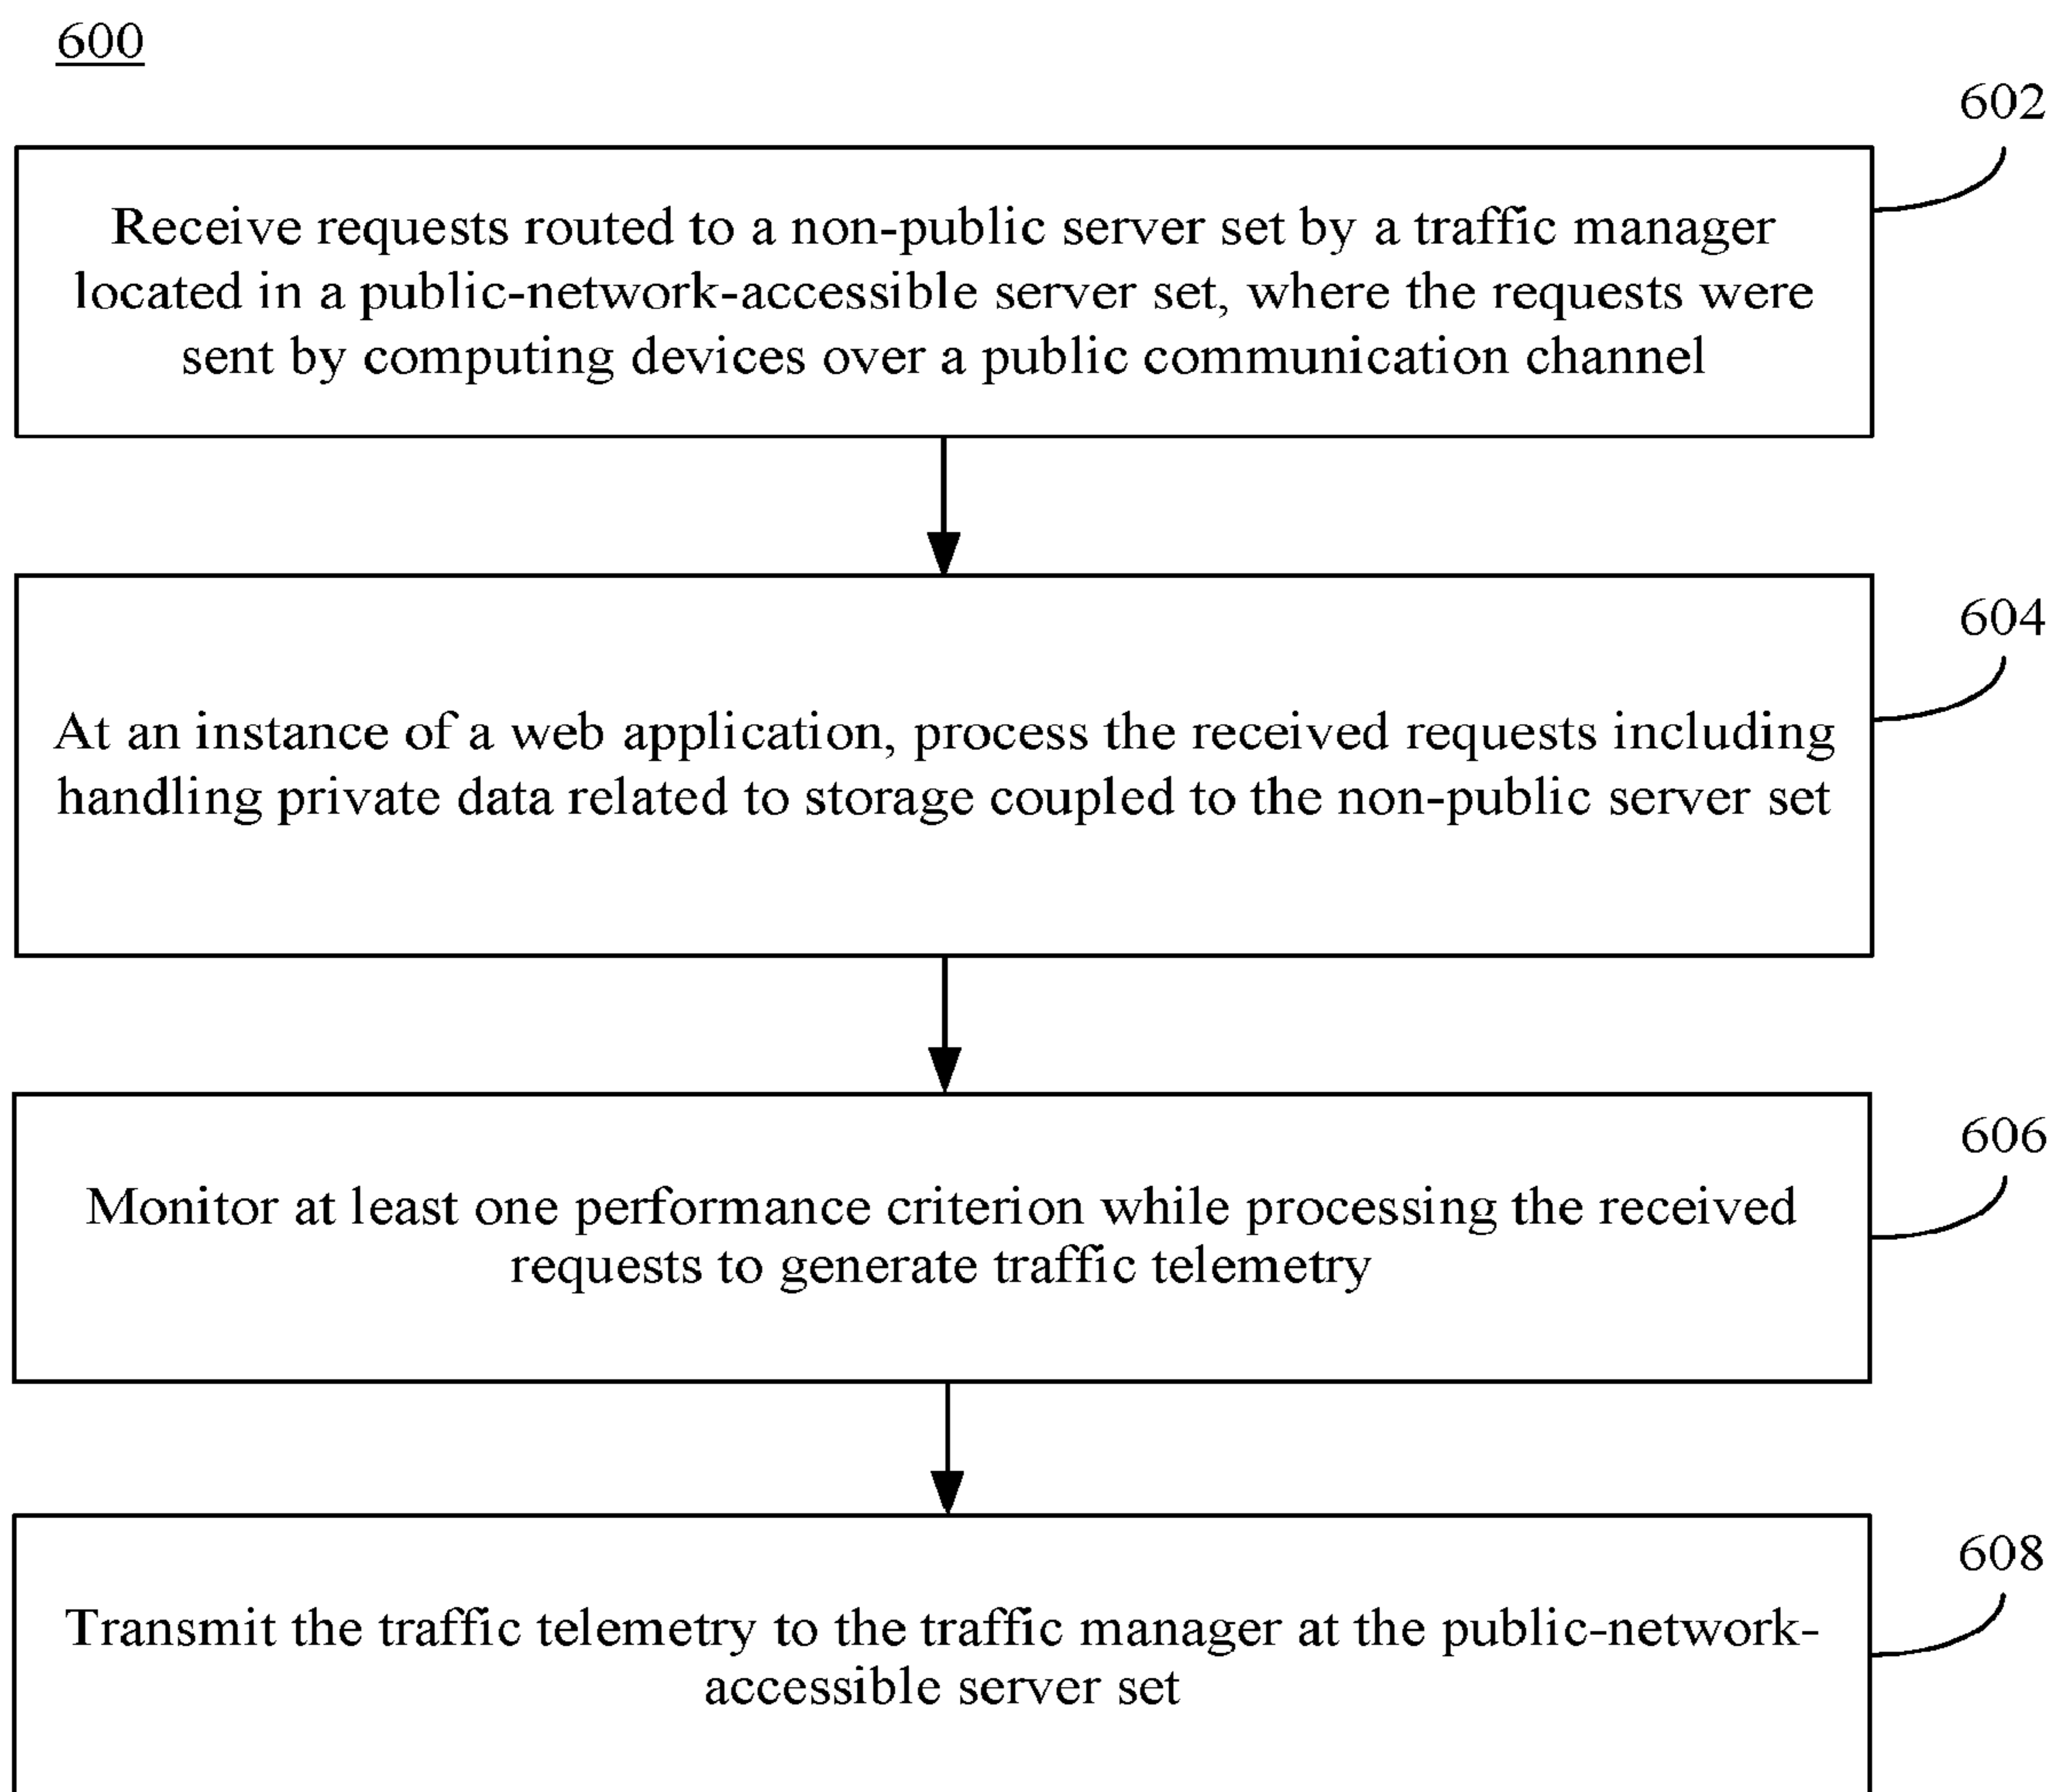 600
602
Receive requests routed to a non-public server set by a traffic manager
located in a public-network-accessible server set, where the requests were
sent by computing devices over a public communication channel
604
At an instance of a web application, process the received requests including
handling private data related to storage coupled to the non-public server set
606
Monitor at least one performance criterion while processing the received
requests to generate traffic telemetry
608
Transmit the traffic telemetry to the traffic manager at the public-network-
accessible server set